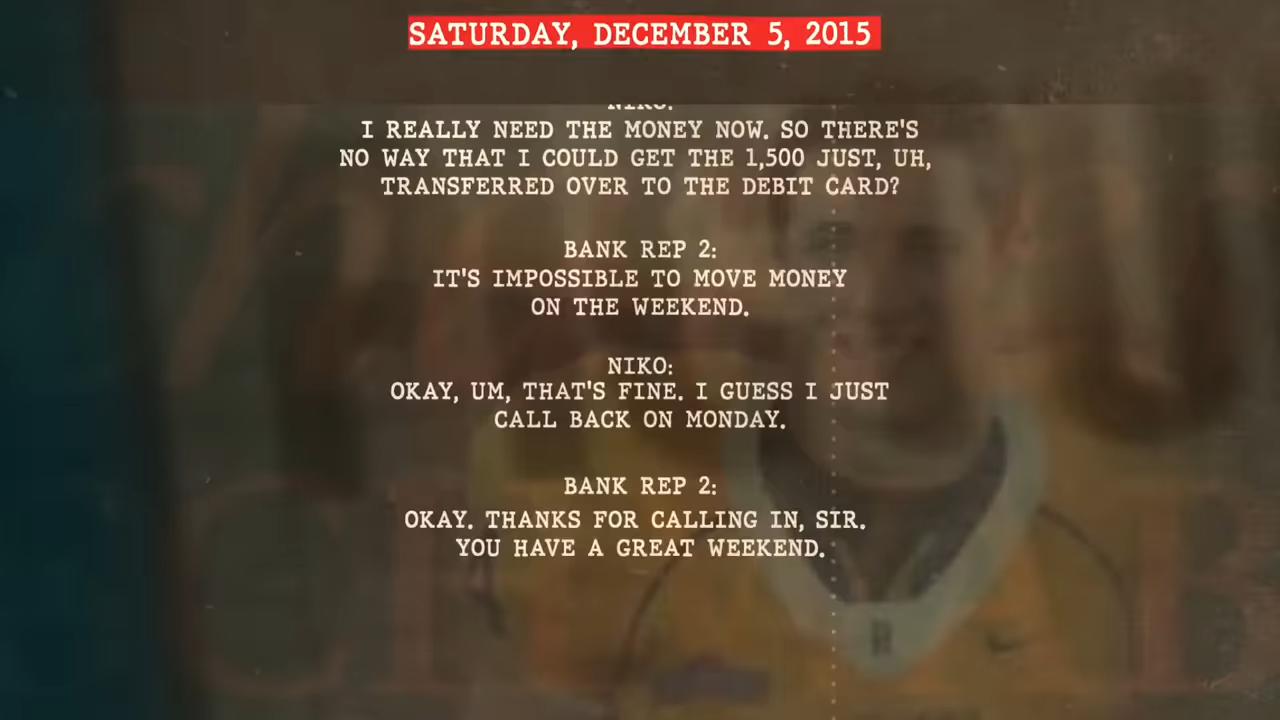 SATURDAY, DECEMBER 5, 2015
NIKO:
I REALLY NEED THE MONEY NOW. SO THERE'S
NO WAY THAT I COULD GET THE 1,500 JUST, UH,
TRANSFERRED OVER TO THE DEBIT CARD?
BANK REP 2:
IT'S IMPOSSIBLE TO MOVE MONEY
ON THE WEEKEND.
NIKO:
OKAY, UM, THAT'S FINE. I GUESS I JUST
CALL BACK ON MONDAY.
BANK REP 2:
OKAY. THANKS FOR CALLING IN, SIR.
YOU HAVE A GREAT WEEKEND.